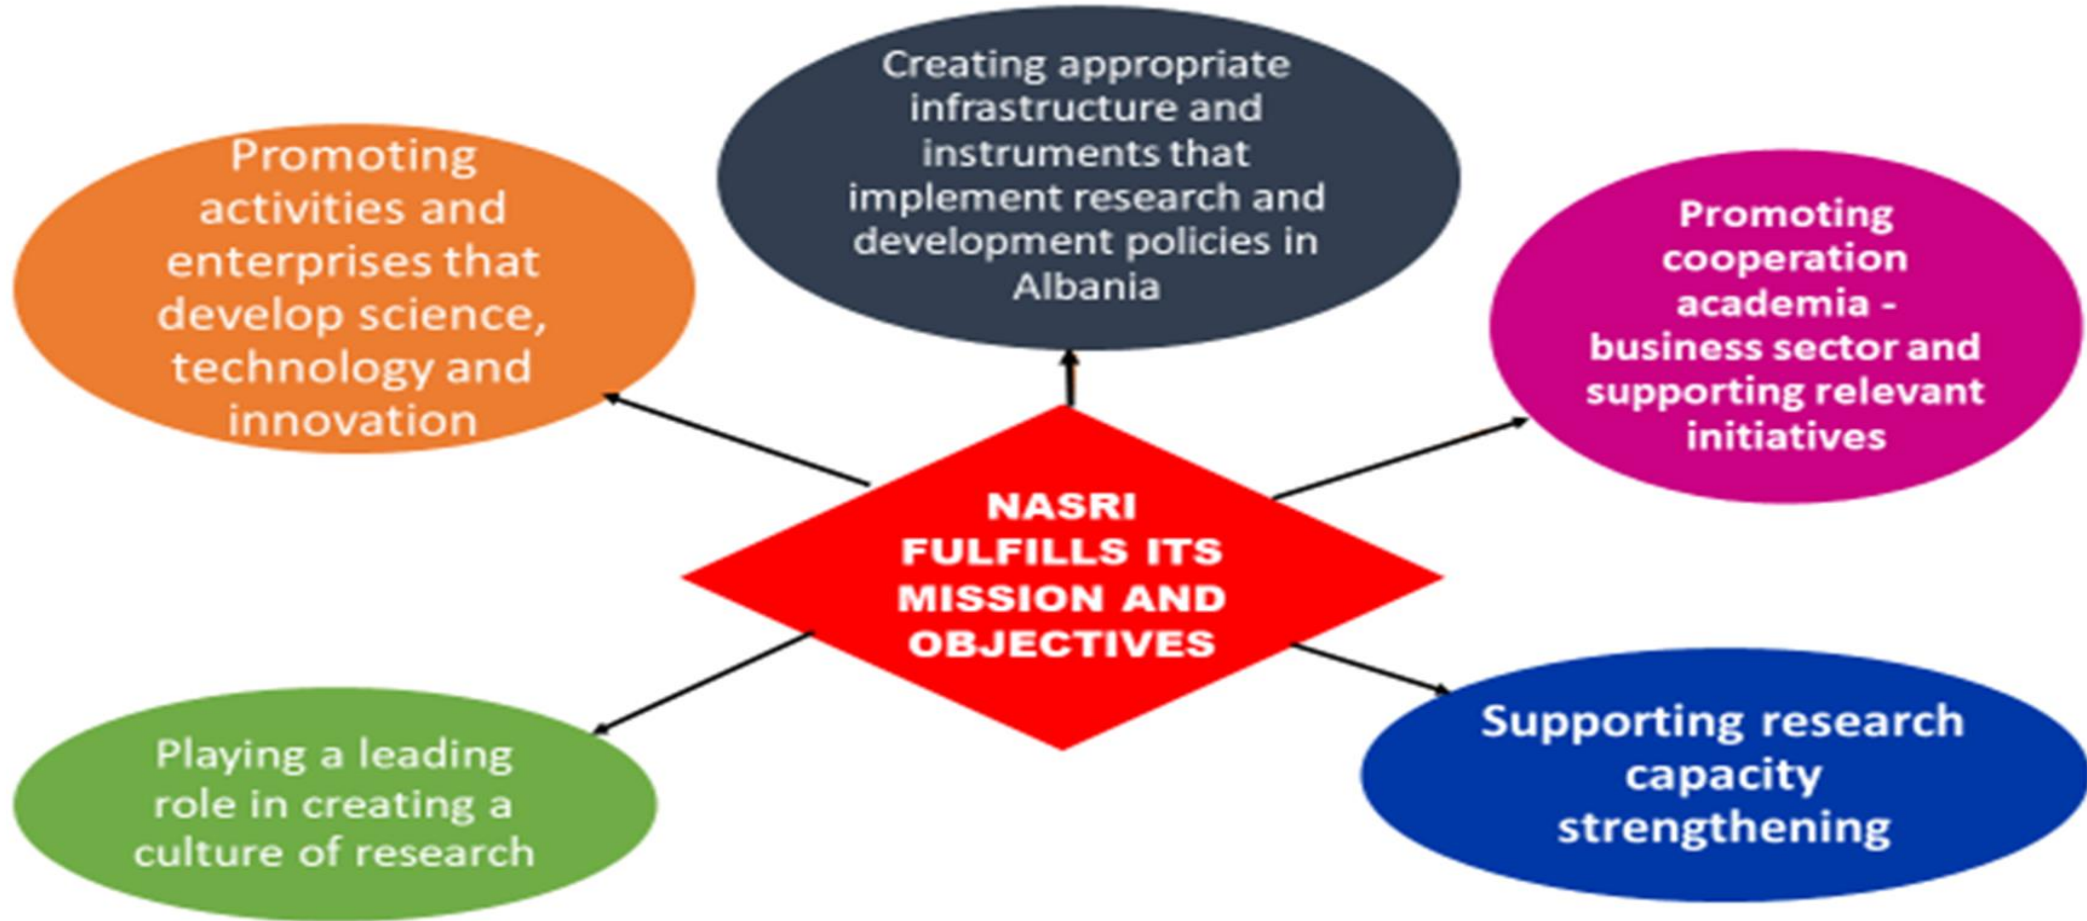 Creating appropriate
infrastructure and
instruments that
implement research and
development policies in
Albania
Promoting
activities and
enterprises that
develop science,
technology and
innovation
Promoting
cooperation
academia -
business sector and
supporting relevant
initiatives
NASRI
FULFILLS ITS
MISSION AND
OBJECTIVES
Playing a leading
role in creating a
culture of research
Supporting research
capacity
strengthening